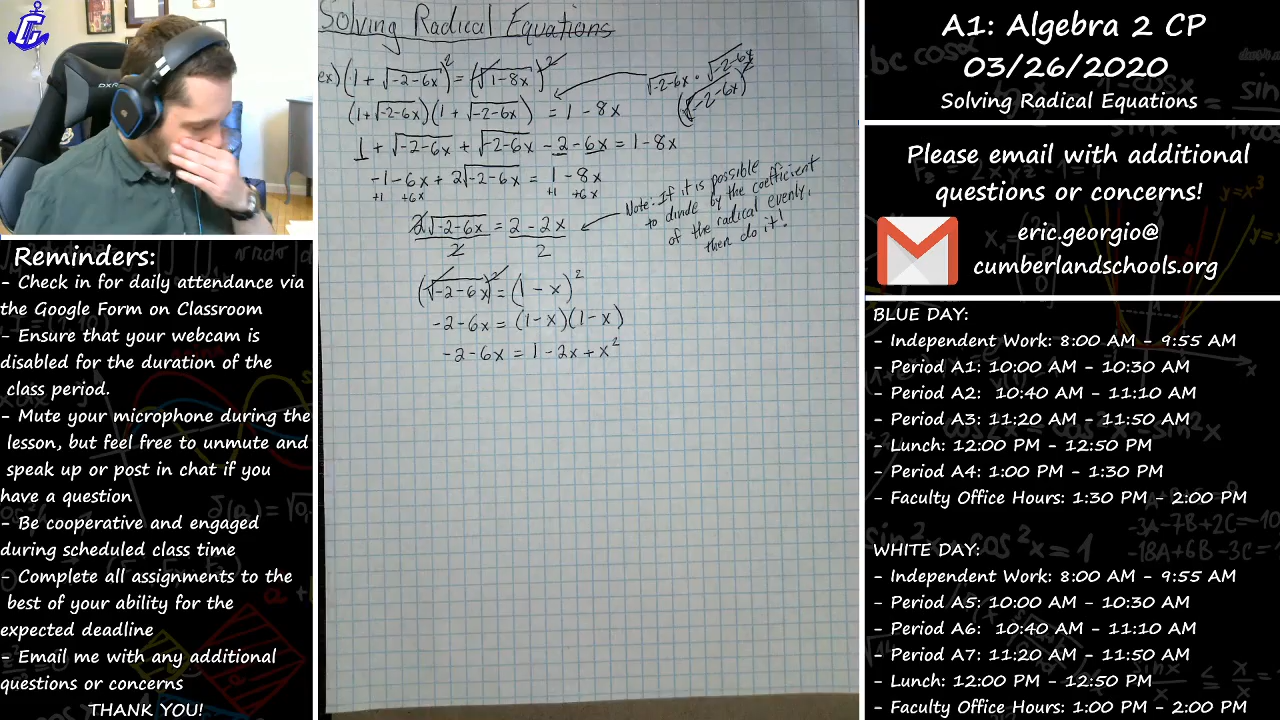 G
Solving Radical Equations
ex) (1 + √-2-6x)² = (√1-8x)²
√-2-6x · √-2-6x
(√-2-6x)²
(1+√-2-6x)(1+√-2-6x) = 1-8x
1 + √-2-6x + √-2-6x -2-6x = 1-8x
-1-6x+2√-2-6x = 1-8x
+1 +6x +1 +6x
Note: If it is possible
to divide by the coefficient
of the radical evenly,
then do it!
2√-2-6x = 2-2x
2 2
(√-2-6x)² = (1-x)²
-2-6x = (1-x)(1-x)
-2-6x = 1-2x+x²
Reminders:
- Check in for daily attendance via
the Google Form on Classroom
- Ensure that your webcam is
disabled for the duration of the
class period.
- Mute your microphone during the
lesson, but feel free to unmute and
speak up or post in chat if you
have a question
- Be cooperative and engaged
during scheduled class time
- Complete all assignments to the
best of your ability for the
expected deadline
- Email me with any additional
questions or concerns
THANK YOU!
A1: Algebra 2 CP
03/26/2020
Solving Radical Equations
Please email with additional
questions or concerns!
eric.georgio@
cumberlandschools.org
BLUE DAY:
- Independent Work: 8:00 AM - 9:55 AM
- Period A1: 10:00 AM - 10:30 AM
- Period A2: 10:40 AM - 11:10 AM
- Period A3: 11:20 AM - 11:50 AM
- Lunch: 12:00 PM - 12:50 PM
- Period A4: 1:00 PM - 1:30 PM
- Faculty Office Hours: 1:30 PM - 2:00 PM
WHITE DAY:
- Independent Work: 8:00 AM - 9:55 AM
- Period A5: 10:00 AM - 10:30 AM
- Period A6: 10:40 AM - 11:10 AM
- Period A7: 11:20 AM - 11:50 AM
- Lunch: 12:00 PM - 12:50 PM
- Faculty Office Hours: 1:00 PM - 2:00 PM